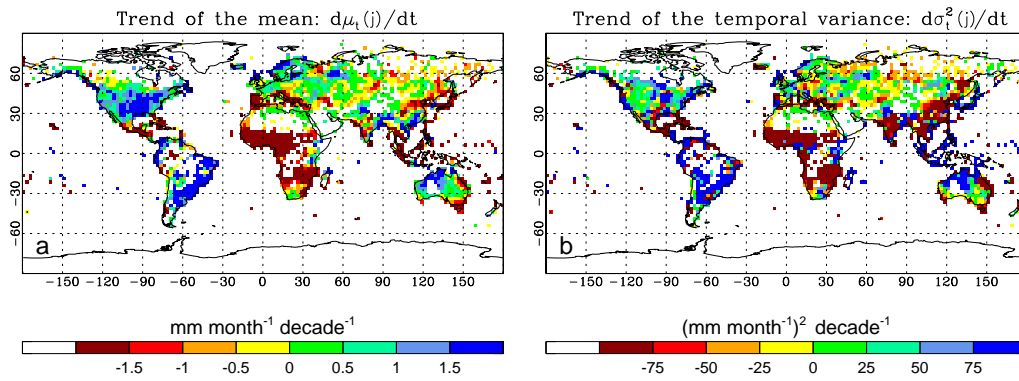 Trend of the mean: dμₜ(j)/dt
60
30
0
−30
−60
a
−150 −120 −90 −60 −30 0 30 60 90 120 150
mm month⁻¹ decade⁻¹
-1.5 -1 -0.5 0 0.5 1 1.5
Trend of the temporal variance: dσₜ²(j)/dt
60
30
0
−30
−60
b
−150 −120 −90 −60 −30 0 30 60 90 120 150
(mm month⁻¹)² decade⁻¹
-75 -50 -25 0 25 50 75